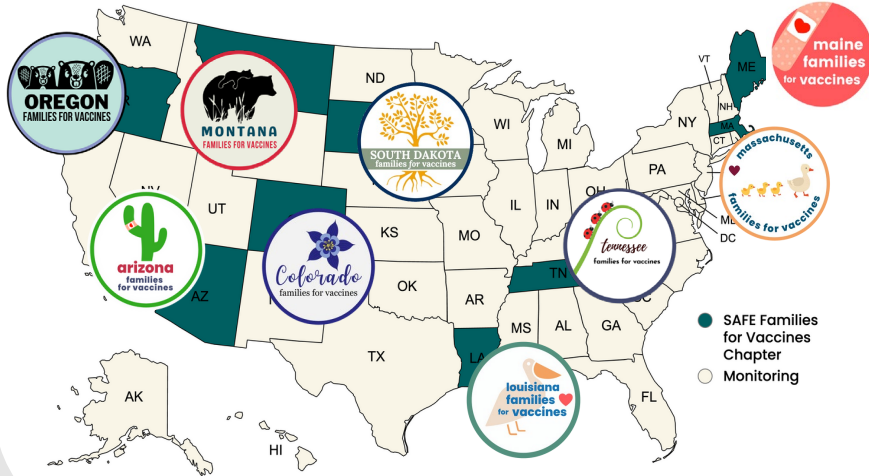 WA
OREGON
FAMILIES FOR VACCINES
MONTANA
FAMILIES FOR VACCINES
ND
SOUTH DAKOTA
families for vaccines
WI
MI
VT
NH
ME
maine
families
for vaccines
NY
MA
CT
massachusetts
families for vaccines
PA
UT
arizona
families
for vaccines
AZ
Colorado
families for vaccines
KS
MO
IL
IN
OH
tennessee
families for vaccines
TN
DC
OK
AR
MS
AL
GA
TX
LA
louisiana
families
for vaccines
FL
AK
HI
SAFE Families
for Vaccines
Chapter
Monitoring